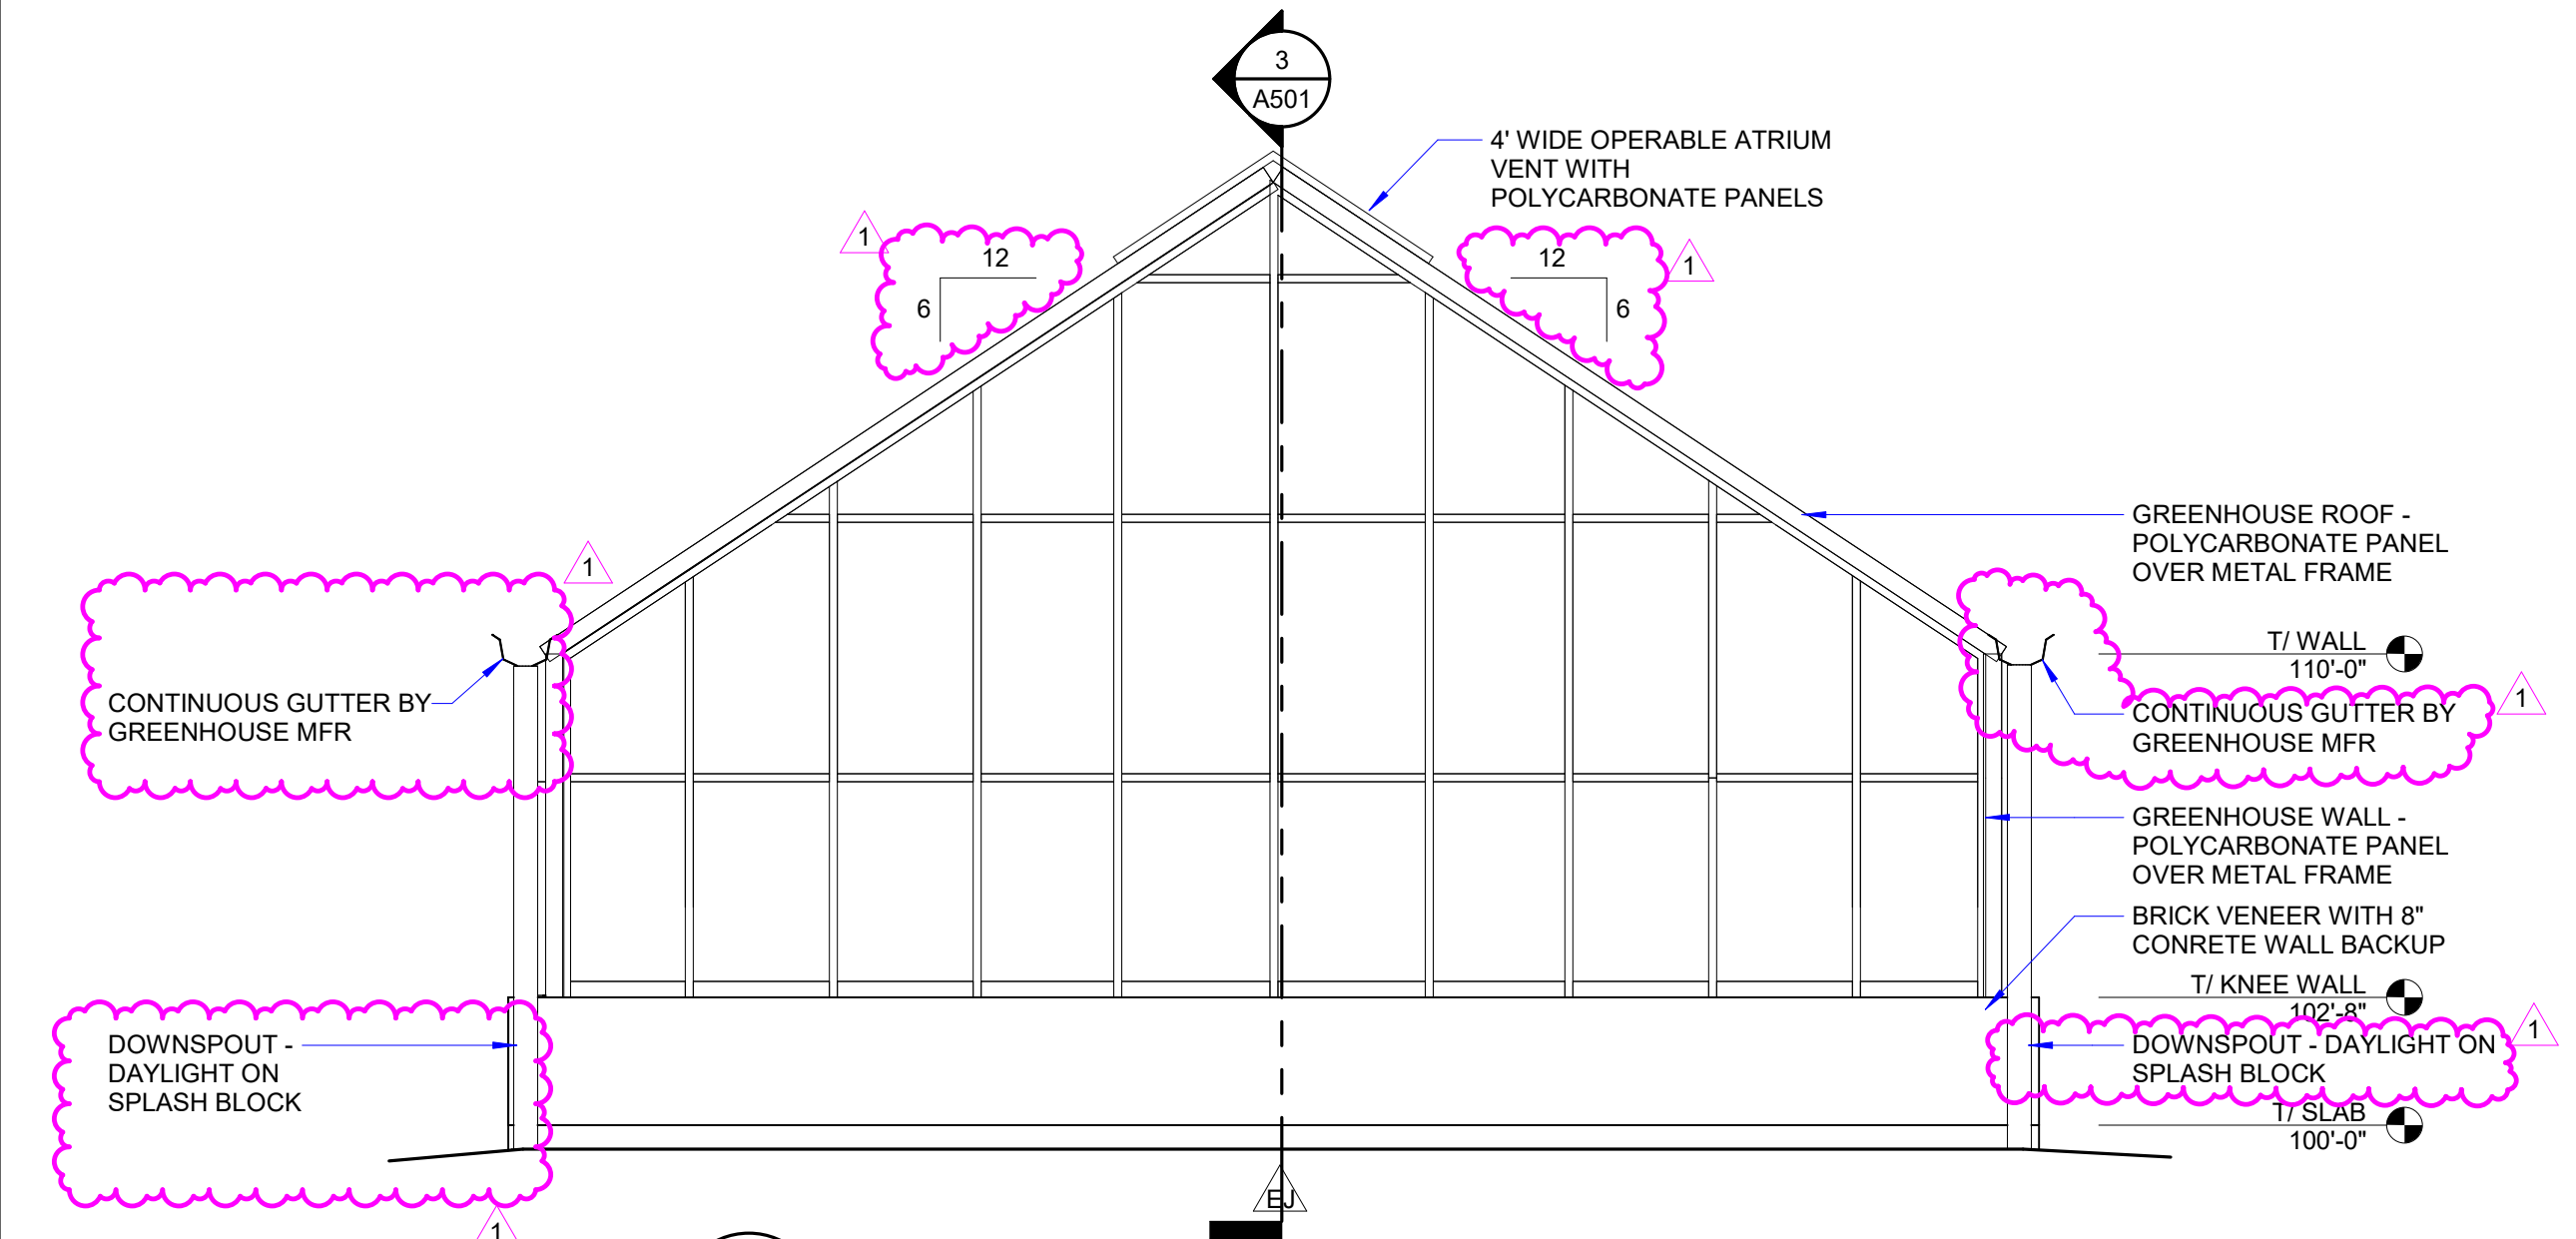 3
A501
4' WIDE OPERABLE ATRIUM
VENT WITH
POLYCARBONATE PANELS
1
12
6
12
6
1
GREENHOUSE ROOF -
POLYCARBONATE PANEL
OVER METAL FRAME
1
T/ WALL
110'-0"
CONTINUOUS GUTTER BY
GREENHOUSE MFR
CONTINUOUS GUTTER BY
GREENHOUSE MFR
1
GREENHOUSE WALL -
POLYCARBONATE PANEL
OVER METAL FRAME
BRICK VENEER WITH 8"
CONRETE WALL BACKUP
T/ KNEE WALL
102'-8"
DOWNSPOUT -
DAYLIGHT ON
SPLASH BLOCK
DOWNSPOUT - DAYLIGHT ON
SPLASH BLOCK
1
T/ SLAB
100'-0"
EJ
1